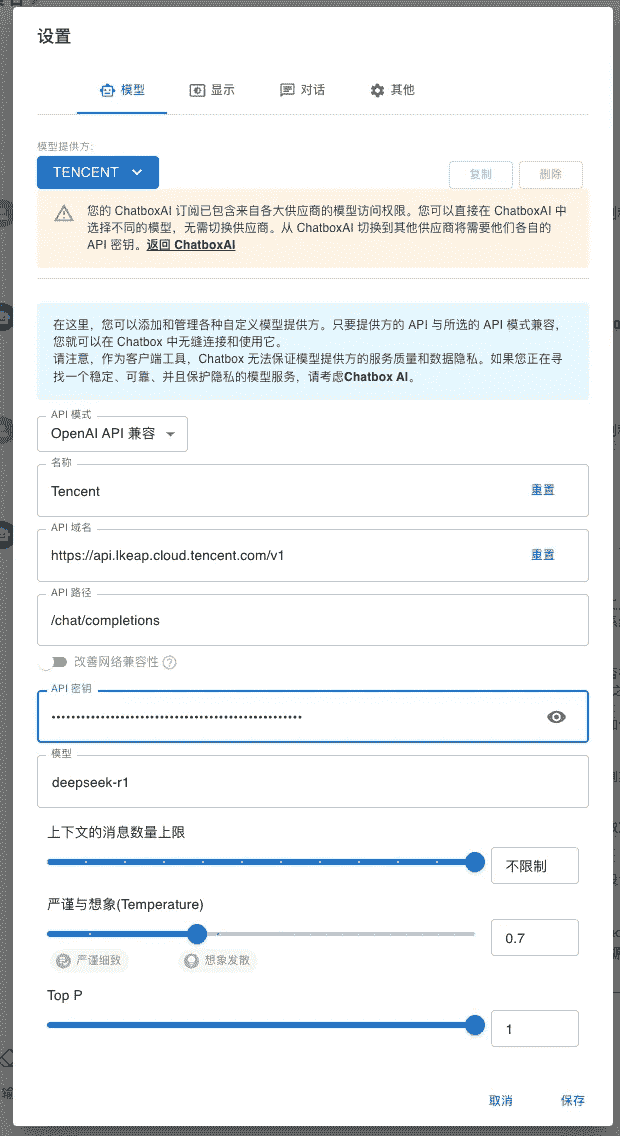 设置
模型
显示
对话
其他
模型提供方:
TENCENT
复制
删除
您的 ChatboxAI 订阅已包含来自各大供应商的模型访问权限。您可以直接在 ChatboxAI 中
选择不同的模型，无需切换供应商。从 ChatboxAI 切换到其他供应商将需要他们各自的
API 密钥。返回 ChatboxAI
在这里，您可以添加和管理各种自定义模型提供方。只要提供方的 API 与所选的 API 模式兼容，
您就可以在 Chatbox 中无缝连接和使用它。
请注意，作为客户端工具，Chatbox 无法保证模型提供方的服务质量和数据隐私。如果您正在寻
找一个稳定、可靠、并且保护隐私的模型服务，请考虑Chatbox AI。
API 模式
OpenAI API 兼容
名称
Tencent
重置
API 域名
https://api.lkeap.cloud.tencent.com/v1
重置
API 路径
/chat/completions
改善网络兼容性
API 密钥
模型
deepseek-r1
上下文的消息数量上限
不限制
严谨与想象(Temperature)
0.7
严谨细致
想象发散
Top P
1
取消
保存